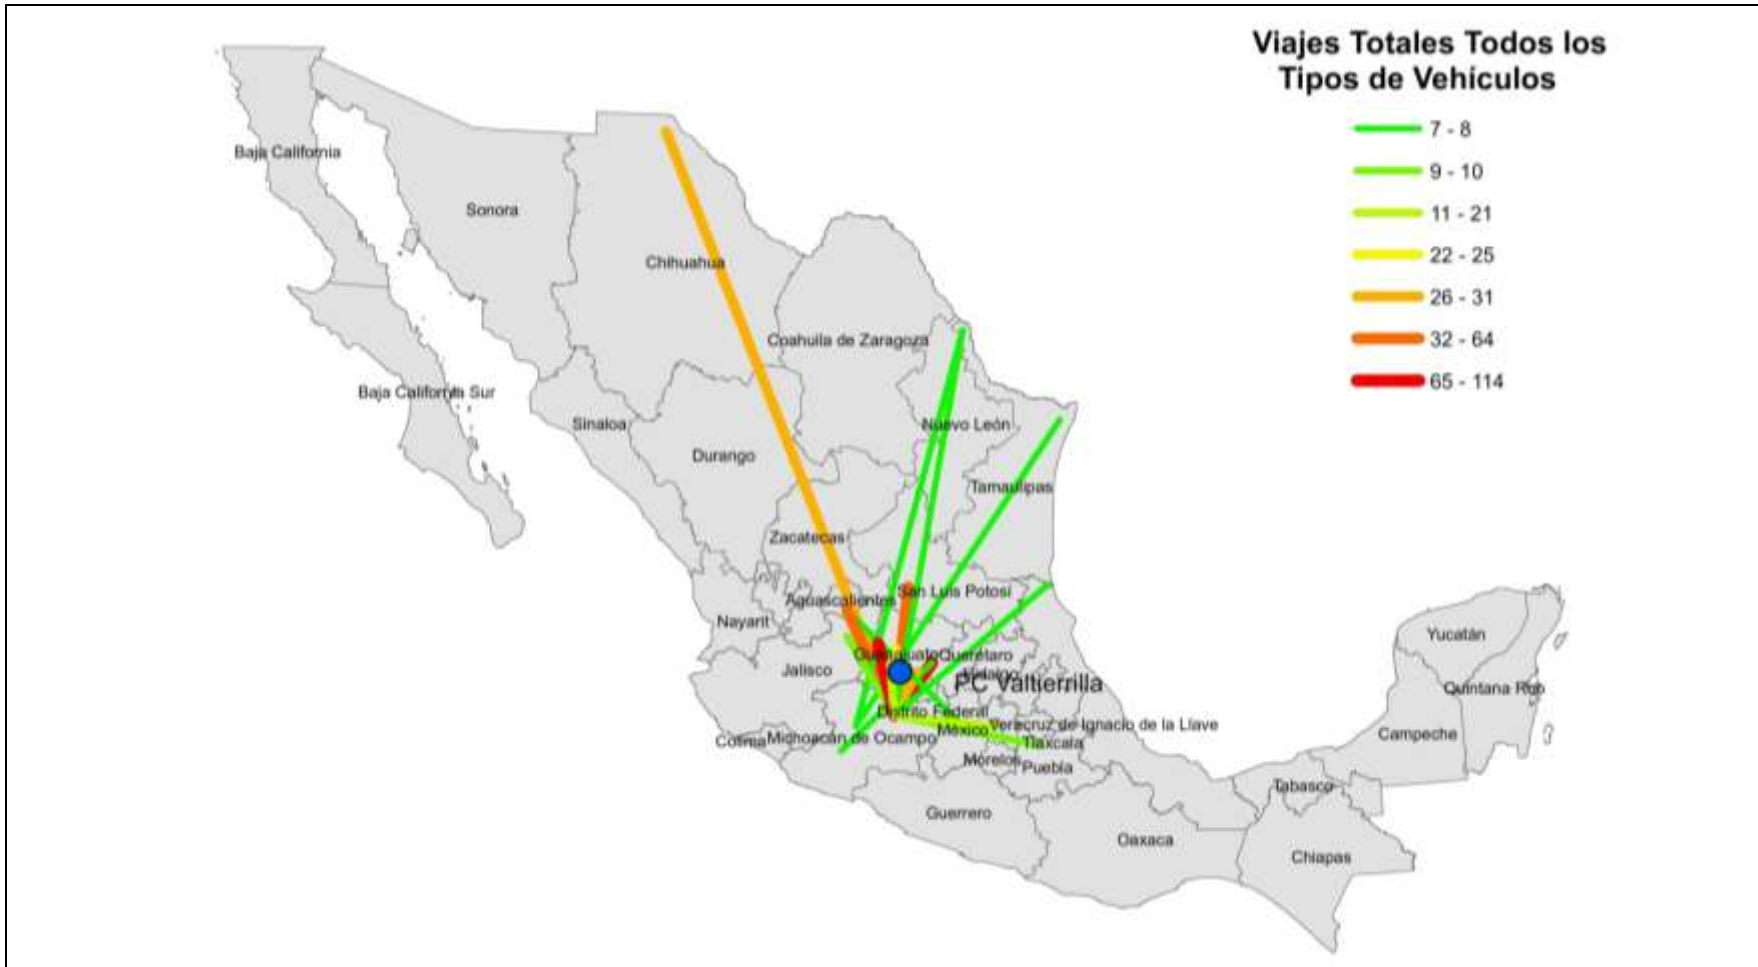 Viajes Totales Todos los
Tipos de Vehículos
7 - 8
9 - 10
11 - 21
22 - 25
26 - 31
32 - 64
65 - 114
Baja California
Sonora
Chihuahua
Coahuila de Zaragoza
Baja California Sur
Sinaloa
Nuevo León
Durango
Tamaulipas
Zacatecas
San Luis Potosí
Aguascalientes
Nayarit
Guanajuato
Querétaro
Jalisco
Hidalgo
PC Valtierrilla
Distrito Federal
Veracruz de Ignacio de la Llave
México
Colima
Michoacán de Ocampo
Tlaxcala
Morelos
Puebla
Guerrero
Oaxaca
Yucatán
Quintana Roo
Campeche
Tabasco
Chiapas